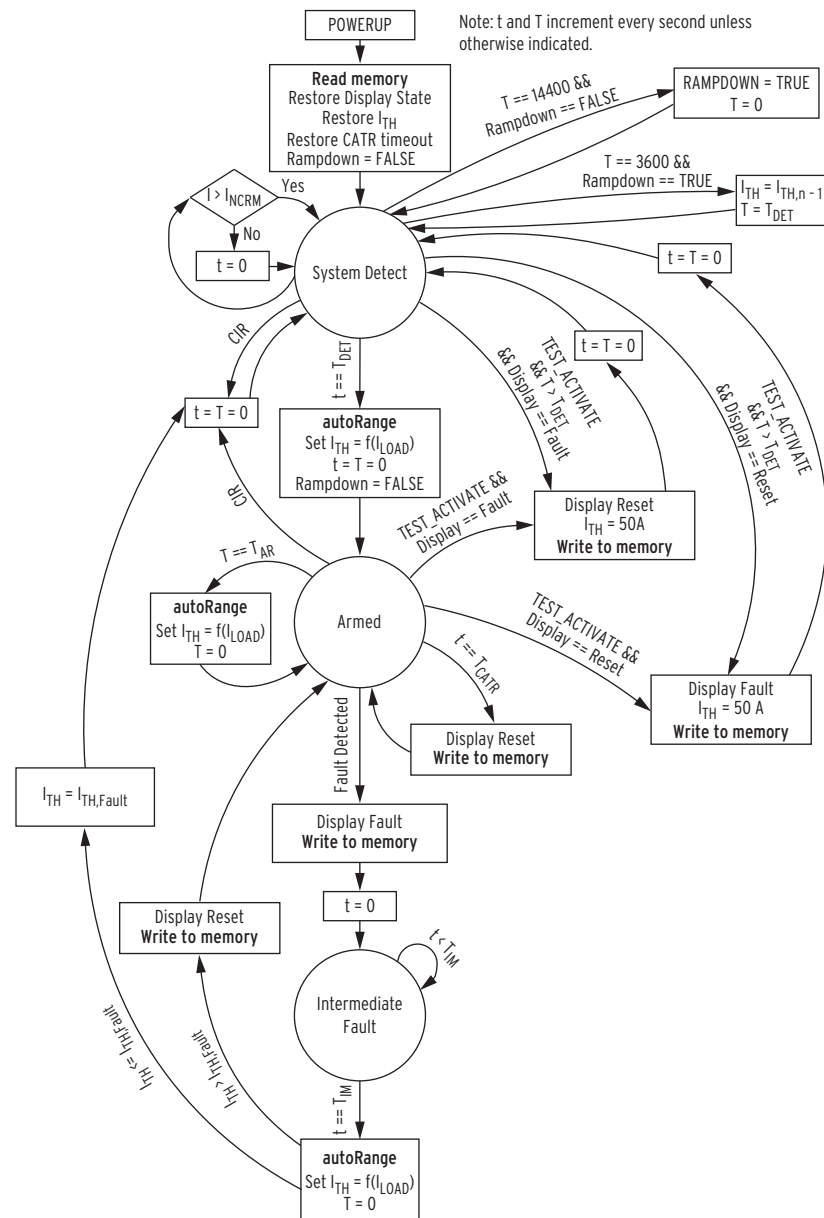 POWERUP
Note: t and T increment every second unless
otherwise indicated.
Read memory
Restore Display State
Restore I_TH
Restore CATR timeout
Rampdown = FALSE
T == 14400 &&
Rampdown == FALSE
RAMPDOWN = TRUE
T = 0
T == 3600 &&
Rampdown == TRUE
I_TH = I_TH,n - 1
T = T_DET
I > I_NCRM
Yes
No
t = 0
System Detect
t = T = 0
t = T = 0
CIR
t = T = 0
t == T_DET
TEST_ACTIVATE
&& T > T_DET
&& Display == Fault
TEST_ACTIVATE
&& T > T_DET
&& Display == Reset
autoRange
Set I_TH = f(I_LOAD)
t = T = 0
Rampdown = FALSE
CIR
TEST_ACTIVATE &&
Display == Fault
Display Reset
I_TH = 50A
Write to memory
T == T_AR
autoRange
Set I_TH = f(I_LOAD)
T = 0
Armed
TEST_ACTIVATE &&
Display == Reset
t == T_CATR
Display Fault
I_TH = 50 A
Write to memory
Display Reset
Write to memory
Fault Detected
I_TH = I_TH,Fault
Display Fault
Write to memory
t = 0
Display Reset
Write to memory
t < T_IM
Intermediate
Fault
I_TH <= I_TH,Fault
I_TH > I_TH,Fault
t == T_IM
autoRange
Set I_TH = f(I_LOAD)
T = 0